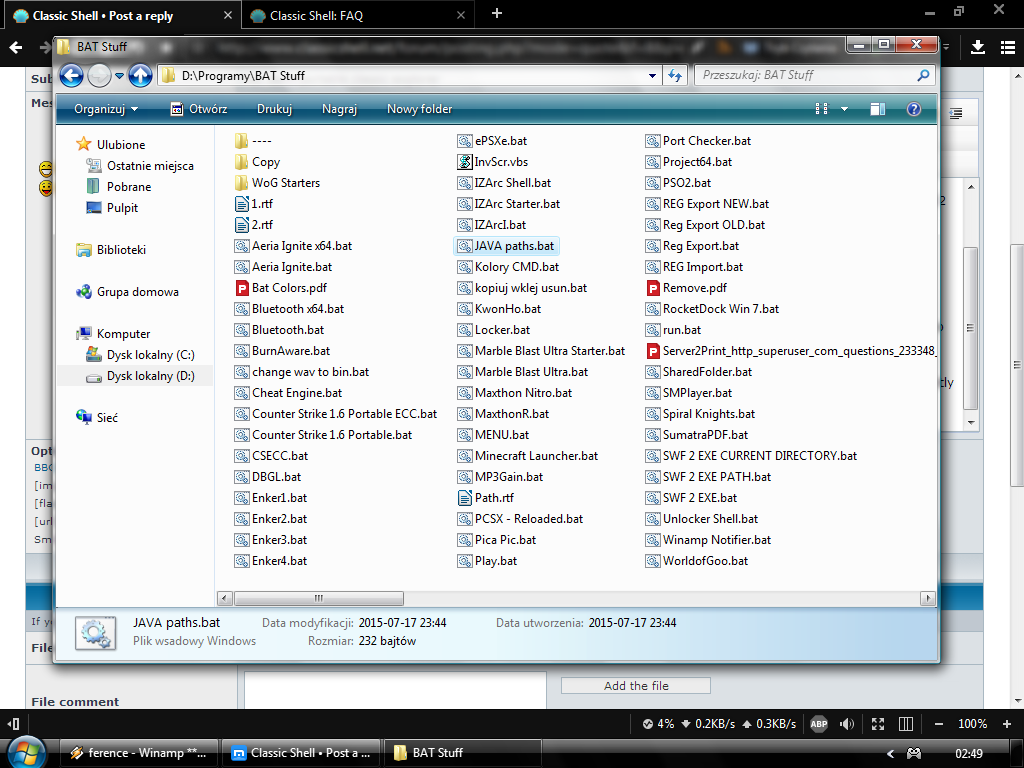 Classic Shell • Post a reply
Classic Shell: FAQ
BAT Stuff
D:\Programy\BAT Stuff
Przeszukaj: BAT Stuff
Organizuj
Otwórz
Drukuj
Nagraj
Nowy folder
Ulubione
Ostatnie miejsca
Pobrane
Pulpit
Biblioteki
Grupa domowa
Komputer
Dysk lokalny (C:)
Dysk lokalny (D:)
Sieć
----
Copy
WoG Starters
1.rtf
2.rtf
Aeria Ignite x64.bat
Aeria Ignite.bat
Bat Colors.pdf
Bluetooth x64.bat
Bluetooth.bat
BurnAware.bat
change wav to bin.bat
Cheat Engine.bat
Counter Strike 1.6 Portable ECC.bat
Counter Strike 1.6 Portable.bat
CSECC.bat
DBGL.bat
Enker1.bat
Enker2.bat
Enker3.bat
Enker4.bat
ePSXe.bat
InvScr.vbs
IZArc Shell.bat
IZArc Starter.bat
IZArcI.bat
JAVA paths.bat
Kolory CMD.bat
kopiuj wklej usun.bat
KwonHo.bat
Locker.bat
Marble Blast Ultra Starter.bat
Marble Blast Ultra.bat
Maxthon Nitro.bat
MaxthonR.bat
MENU.bat
Minecraft Launcher.bat
MP3Gain.bat
Path.rtf
PCSX - Reloaded.bat
Pica Pic.bat
Play.bat
Port Checker.bat
Project64.bat
PSO2.bat
REG Export NEW.bat
Reg Export OLD.bat
Reg Export.bat
REG Import.bat
Remove.pdf
RocketDock Win 7.bat
run.bat
Server2Print_http_superuser_com_questions_233348_
SharedFolder.bat
SMPlayer.bat
Spiral Knights.bat
SumatraPDF.bat
SWF 2 EXE CURRENT DIRECTORY.bat
SWF 2 EXE PATH.bat
SWF 2 EXE.bat
Unlocker Shell.bat
Winamp Notifier.bat
WorldofGoo.bat
JAVA paths.bat
Data modyfikacji: 2015-07-17 23:44
Data utworzenia: 2015-07-17 23:44
Plik wsadowy Windows
Rozmiar: 232 bajtów
Sub
Mes
Opt
BBC
[im
[fla
[url
Sm
If yo
File
File comment
Add the file
4%
0.2KB/s
0.3KB/s
ABP
100%
ference - Winamp **...
Classic Shell • Post a ...
BAT Stuff
02:49